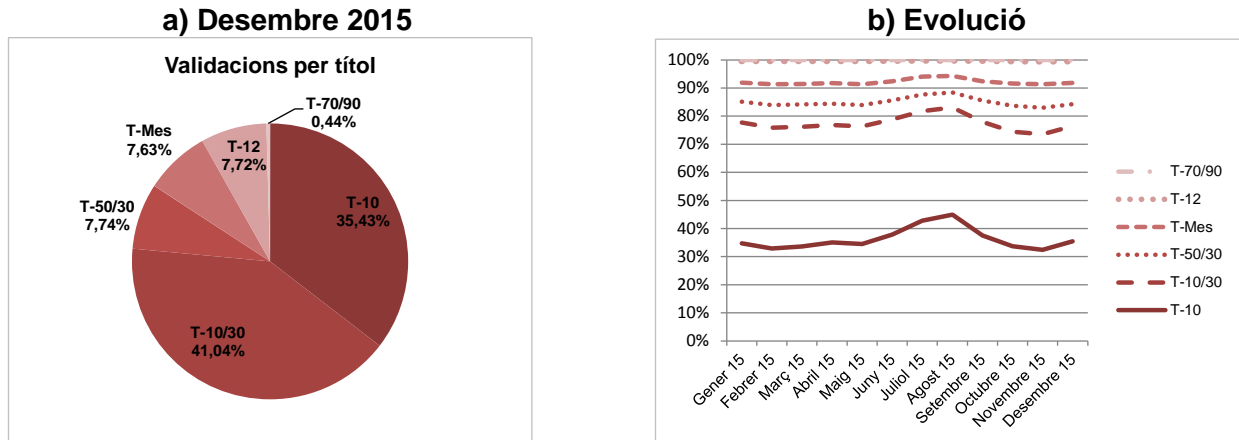 a) Desembre 2015
Validacions per títol
T-70/90
0,44%
T-Mes
7,63%
T-12
7,72%
T-10
35,43%
T-50/30
7,74%
T-10/30
41,04%
b) Evolució
100%
90%
80%
70%
60%
50%
40%
30%
20%
10%
0%
Gener 15
Febrer 15
Març 15
Abril 15
Maig 15
Juny 15
Juliol 15
Agost 15
Setembre 15
Octubre 15
Novembre 15
Desembre 15
T-70/90
T-12
T-Mes
T-50/30
T-10/30
T-10